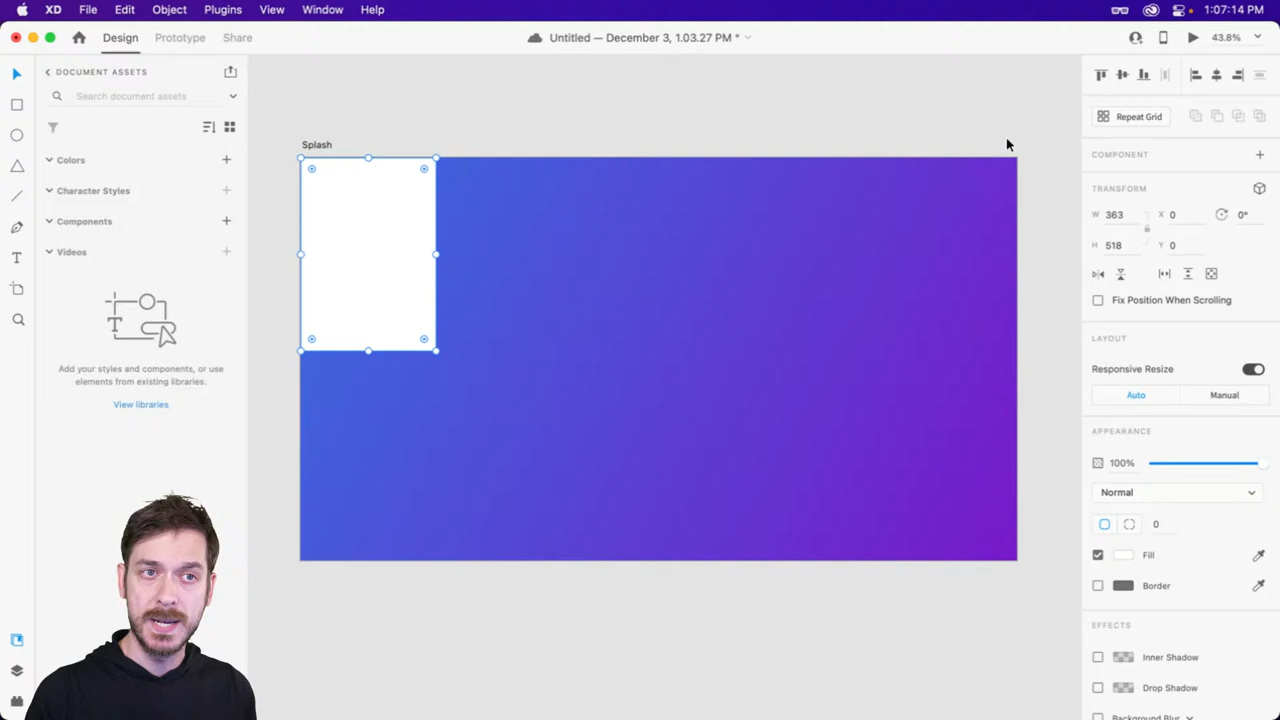 XD File Edit Object Plugins View Window Help 1:07:14 PM
Design Prototype Share Untitled — December 3, 1.03.27 PM * 43.8%
DOCUMENT ASSETS
Search document assets
Colors
Character Styles
Components
Videos
T
Add your styles and components, or use
elements from existing libraries.
View libraries
Splash
Repeat Grid
COMPONENT
TRANSFORM
W 363 X 0 0°
H 518 Y 0
Fix Position When Scrolling
LAYOUT
Responsive Resize
Auto Manual
APPEARANCE
100%
Normal
0
Fill
Border
EFFECTS
Inner Shadow
Drop Shadow
Background Blur